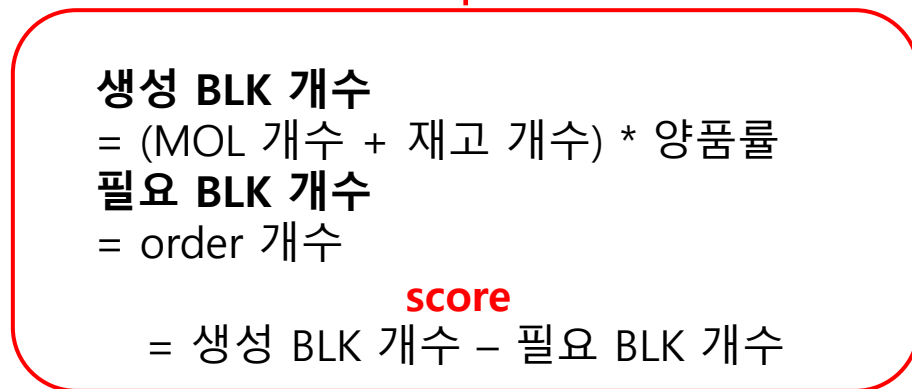 생성 BLK 개수
= (MOL 개수 + 재고 개수) * 양품률
필요 BLK 개수
= order 개수
score
= 생성 BLK 개수 – 필요 BLK 개수